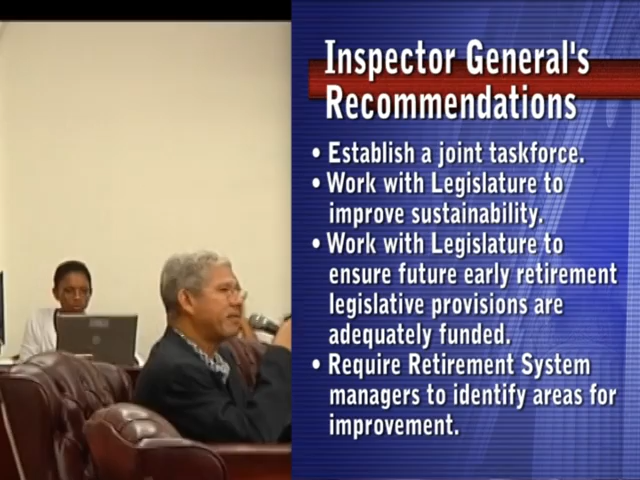 Inspector General's
Recommendations
• Establish a joint taskforce.
• Work with Legislature to
improve sustainability.
• Work with Legislature to
ensure future early retirement
legislative provisions are
adequately funded.
• Require Retirement System
managers to identify areas for
improvement.